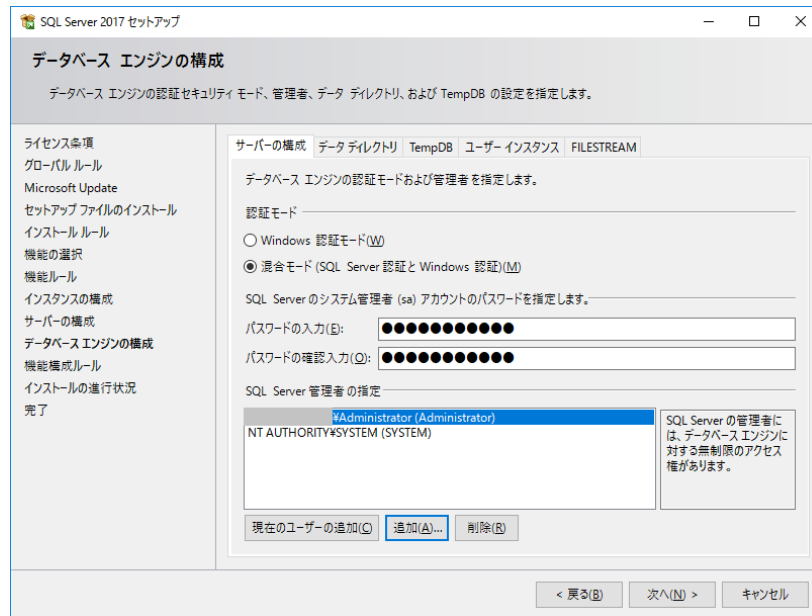 SQL Server 2017 セットアップ
データベース エンジンの構成
データベース エンジンの認証セキュリティ モード、管理者、データ ディレクトリ、および TempDB の設定を指定します。
ライセンス条項
グローバル ルール
Microsoft Update
セットアップ ファイルのインストール
インストール ルール
機能の選択
機能ルール
インスタンスの構成
サーバーの構成
データベース エンジンの構成
機能構成ルール
インストールの進行状況
完了
サーバーの構成 データ ディレクトリ TempDB ユーザー インスタンス FILESTREAM
データベース エンジンの認証モードおよび管理者を指定します。
認証モード
Windows 認証モード(W)
混合モード (SQL Server 認証と Windows 認証)(M)
SQL Server のシステム管理者 (sa) アカウントのパスワードを指定します。
パスワードの入力(E): ●●●●●●●●●●●
パスワードの確認入力(O): ●●●●●●●●●●●
SQL Server 管理者の指定
¥Administrator (Administrator)
NT AUTHORITY¥SYSTEM (SYSTEM)
SQL Server の管理者に
は、データベース エンジンに
対する無制限のアクセス
権があります。
現在のユーザーの追加(C) 追加(A)... 削除(R)
< 戻る(B) 次へ(N) > キャンセル